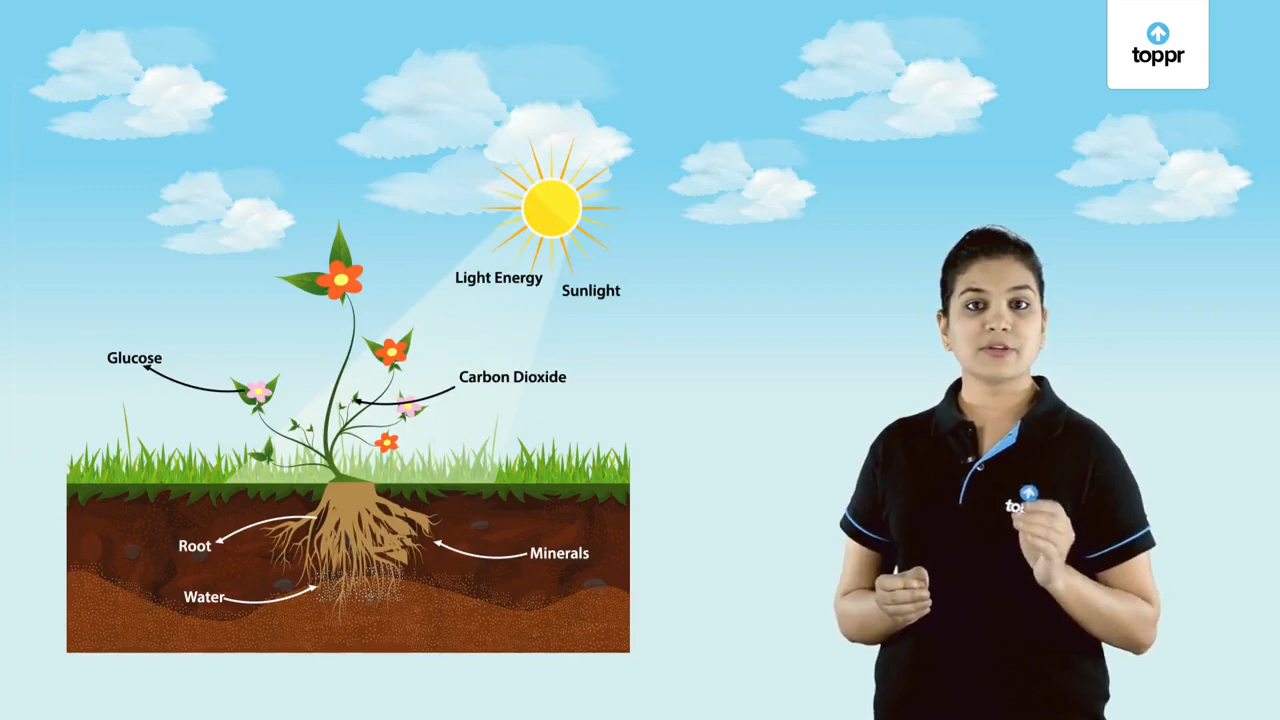 toppr
Light Energy
Sunlight
Glucose
Carbon Dioxide
Root
Minerals
Water